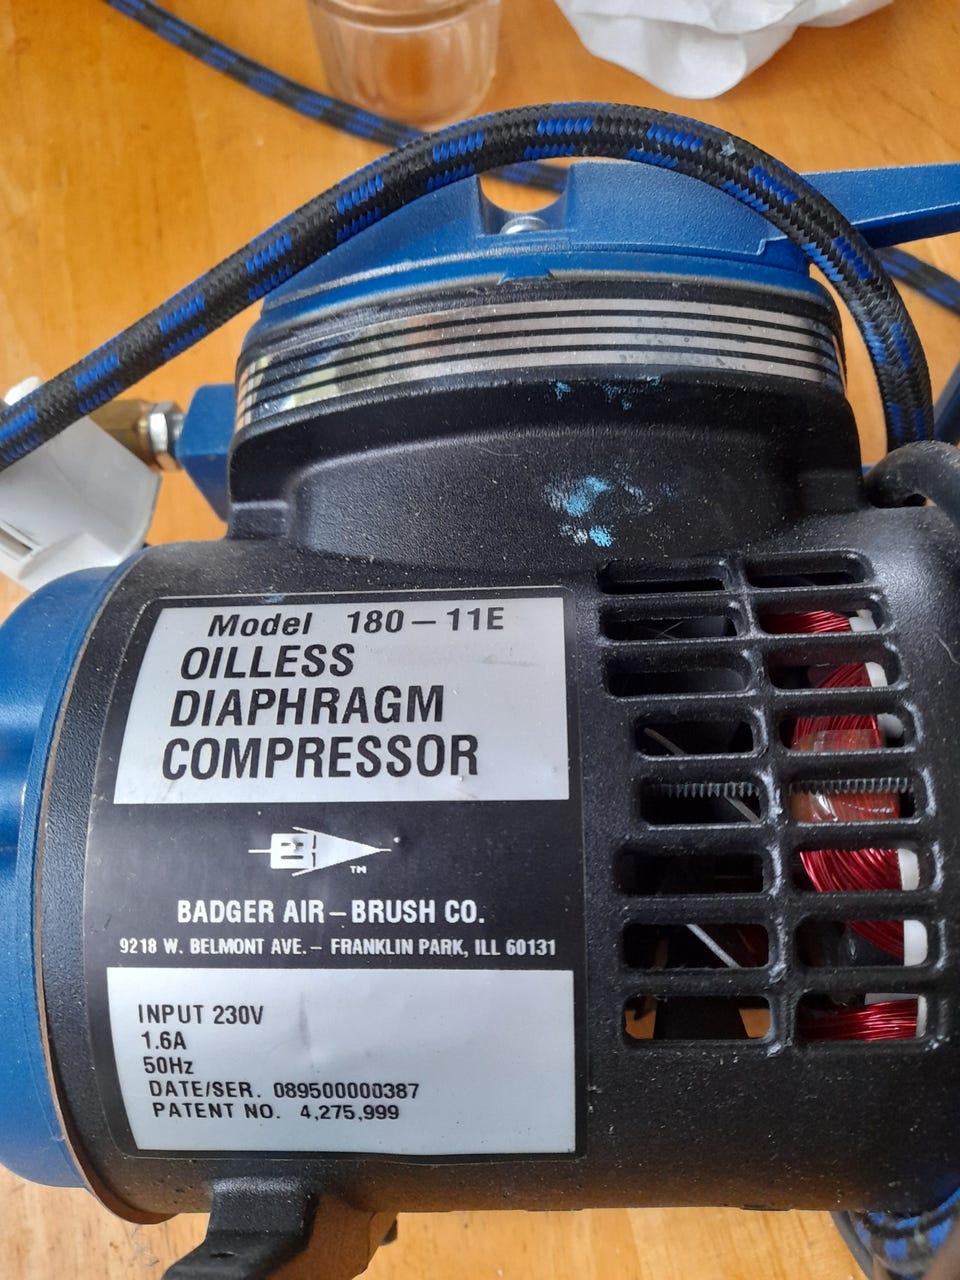 Model 180-11E
OILLESS
DIAPHRAGM
COMPRESSOR
B
TM
BADGER AIR-BRUSH CO.
9218 W. BELMONT AVE.- FRANKLIN PARK, ILL 60131
INPUT 230V
1.6A
50Hz
DATE/SER. 089500000387
PATENT NO. 4,275,999